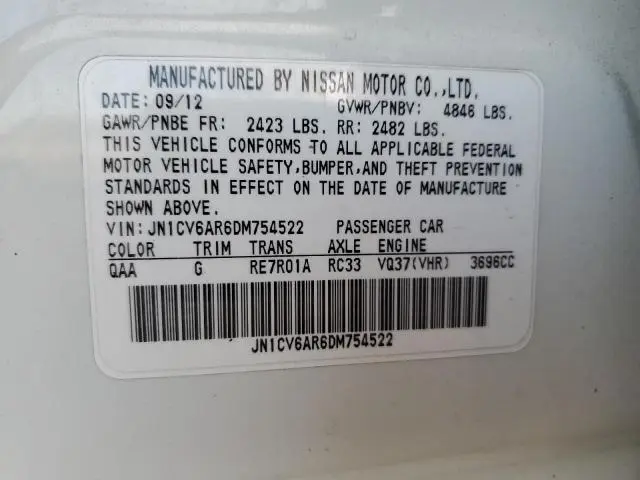 MANUFACTURED BY NISSAN MOTOR CO.,LTD.
DATE: 09/12 GVWR/PNBV: 4846 LBS.
GAWR/PNBE FR: 2423 LBS. RR: 2482 LBS.
THIS VEHICLE CONFORMS TO ALL APPLICABLE FEDERAL
MOTOR VEHICLE SAFETY,BUMPER,AND THEFT PREVENTION
STANDARDS IN EFFECT ON THE DATE OF MANUFACTURE
SHOWN ABOVE.
VIN:JN1CV6AR6DM754522 PASSENGER CAR
COLOR TRIM TRANS AXLE ENGINE
QAA G RE7R01A RC33 VQ37(VHR) 3696CC
JN1CV6AR6DM754522